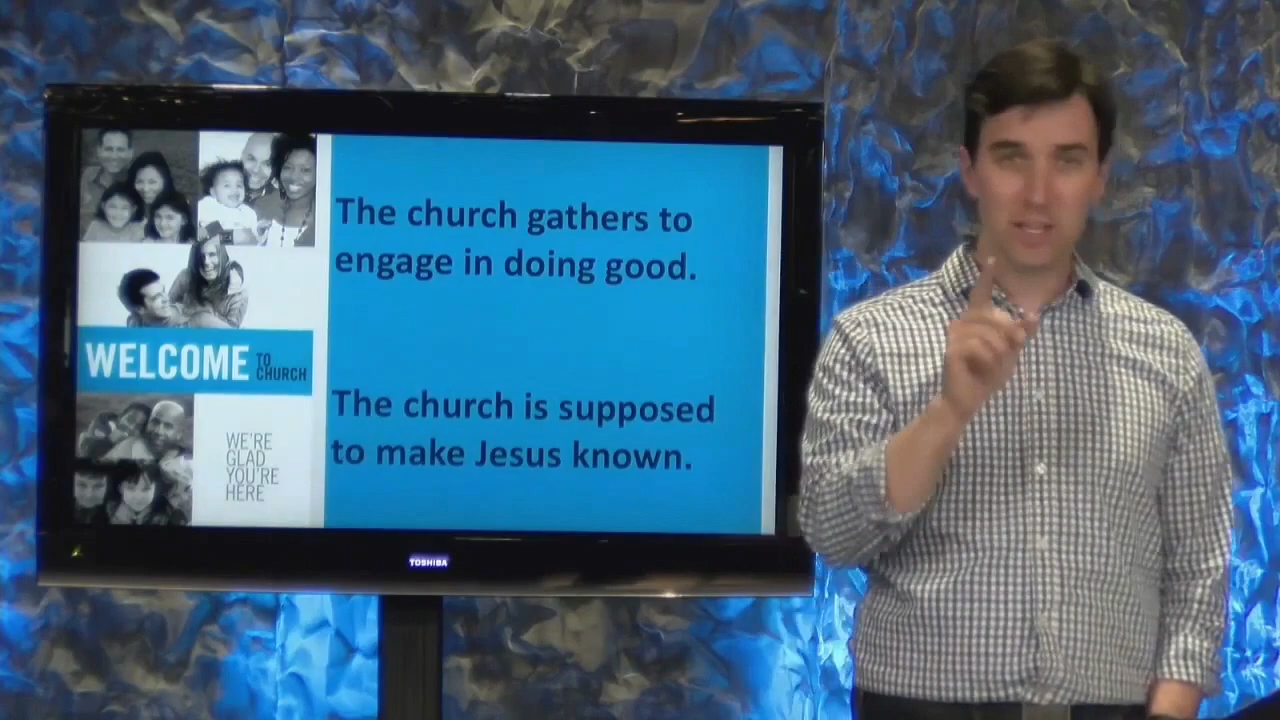 The church gathers to
engage in doing good.
The church is supposed
to make Jesus known.
WELCOME TO
CHURCH
WE'RE
GLAD
YOU'RE
HERE
TOSHIBA